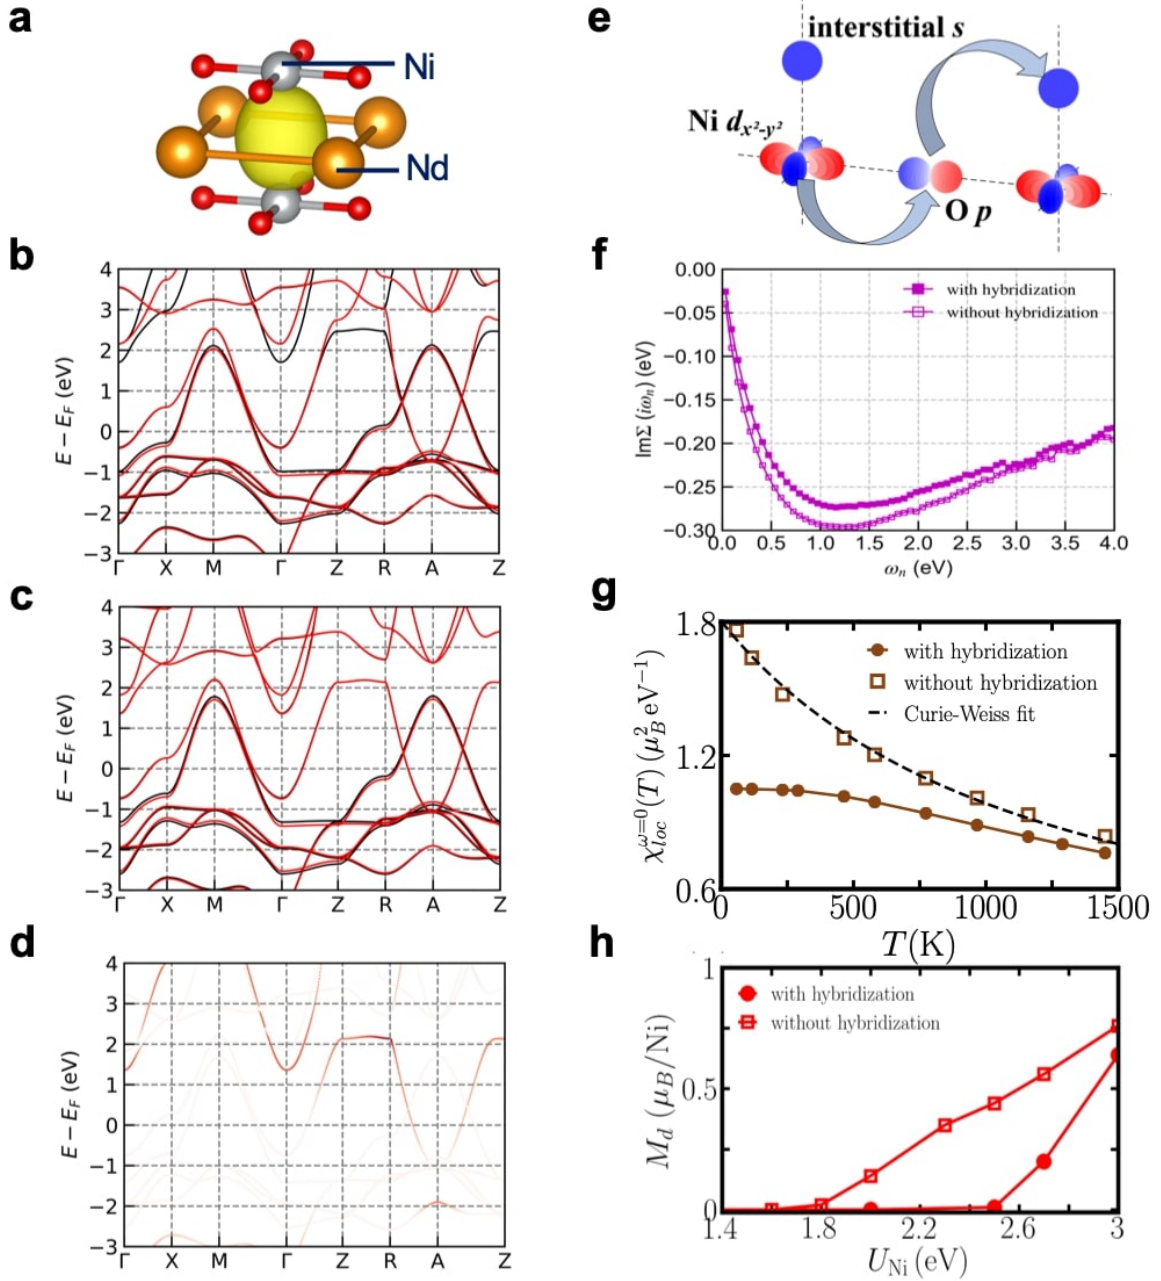 a
Ni
Nd
b
E − E_F (eV)
4
3
2
1
0
−1
−2
−3
Γ X M Γ Z R A Z
c
E − E_F (eV)
4
3
2
1
0
−1
−2
−3
Γ X M Γ Z R A Z
d
E − E_F (eV)
4
3
2
1
0
−1
−2
−3
Γ X M Γ Z R A Z
e
interstitial s
Ni dx²-y²
O p
f
ImΣ (iωn) (eV)
0.00
−0.05
−0.10
−0.15
−0.20
−0.25
−0.30
with hybridization
without hybridization
0.0 0.5 1.0 1.5 2.0 2.5 3.0 3.5 4.0
ωn (eV)
g
χ_loc^ω=0(T) (μ_B² eV⁻¹)
1.8
1.2
0.6
with hybridization
without hybridization
Curie-Weiss fit
0 500 1000 1500
T(K)
h
M_d (μ_B/Ni)
1
0.5
0
with hybridization
without hybridization
1.4 1.8 2.2 2.6 3
U_Ni (eV)